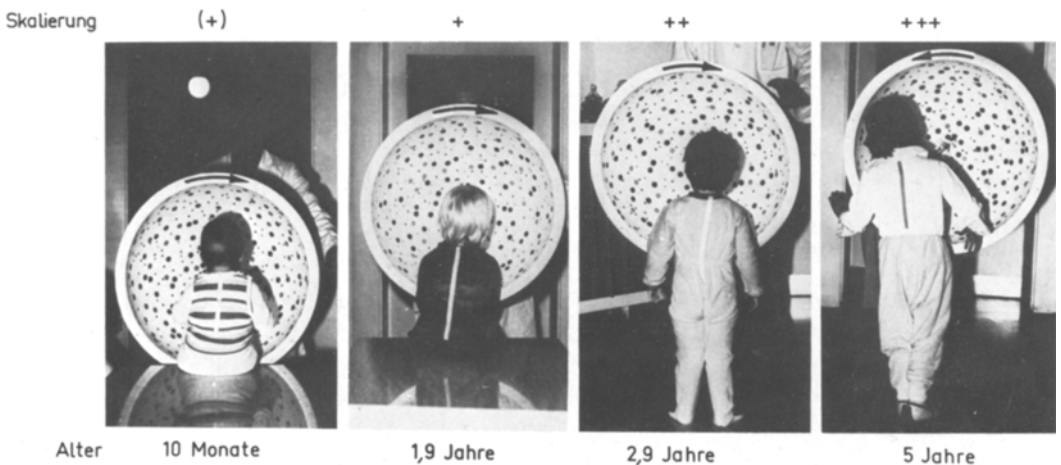 Skalierung (+) + ++ +++
Alter 10 Monate 1,9 Jahre 2,9 Jahre 5 Jahre